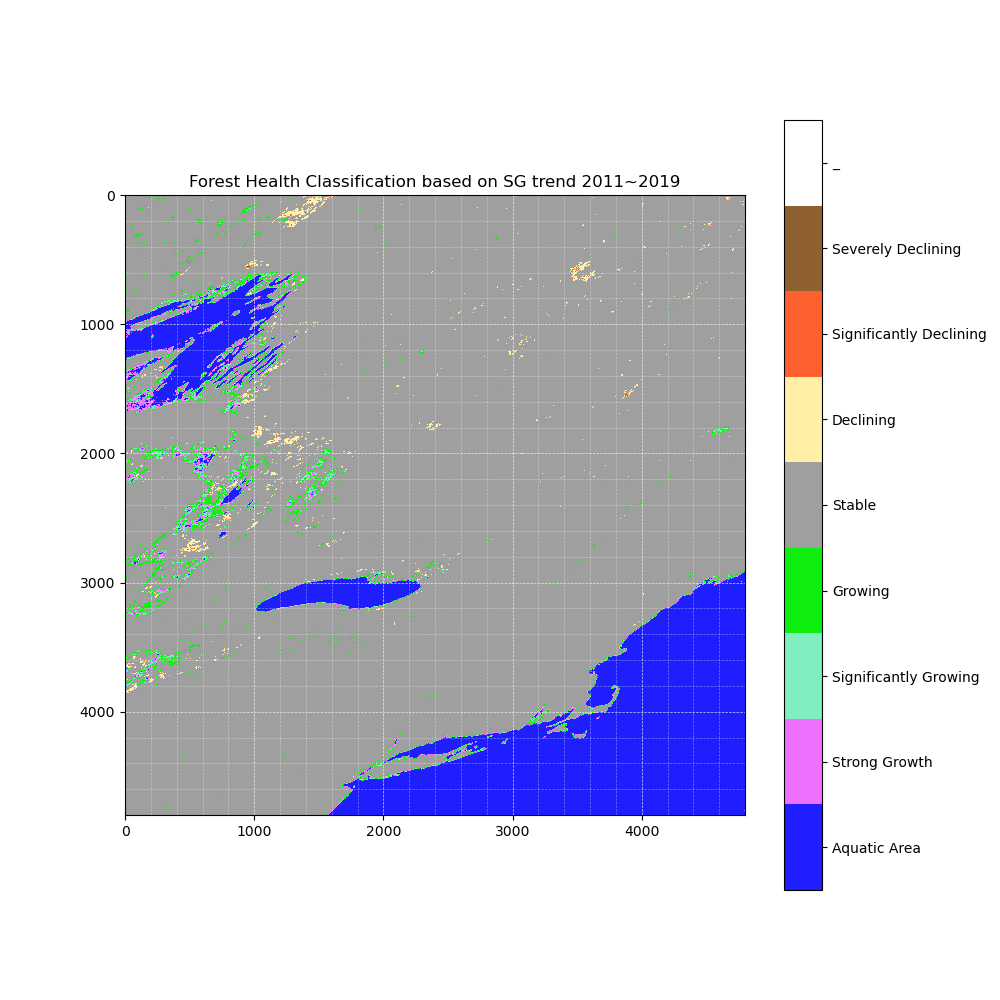 Forest Health Classification based on SG trend 2011~2019
0
1000
2000
3000
4000
0
1000
2000
3000
4000
_
Severely Declining
Significantly Declining
Declining
Stable
Growing
Significantly Growing
Strong Growth
Aquatic Area